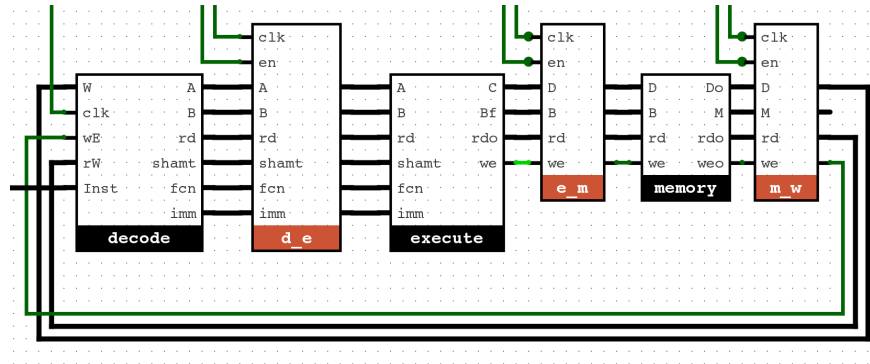 clk clk clk
en en en
W A A A C D D Do D
clk B B B Bf B B M M
wE rd rd rd rdo rd rd rdo rd
rW shamt shamt shamt we we we weo we
Inst fcn fcn fcn e_m memory m_w
imm imm imm
decode d_e execute